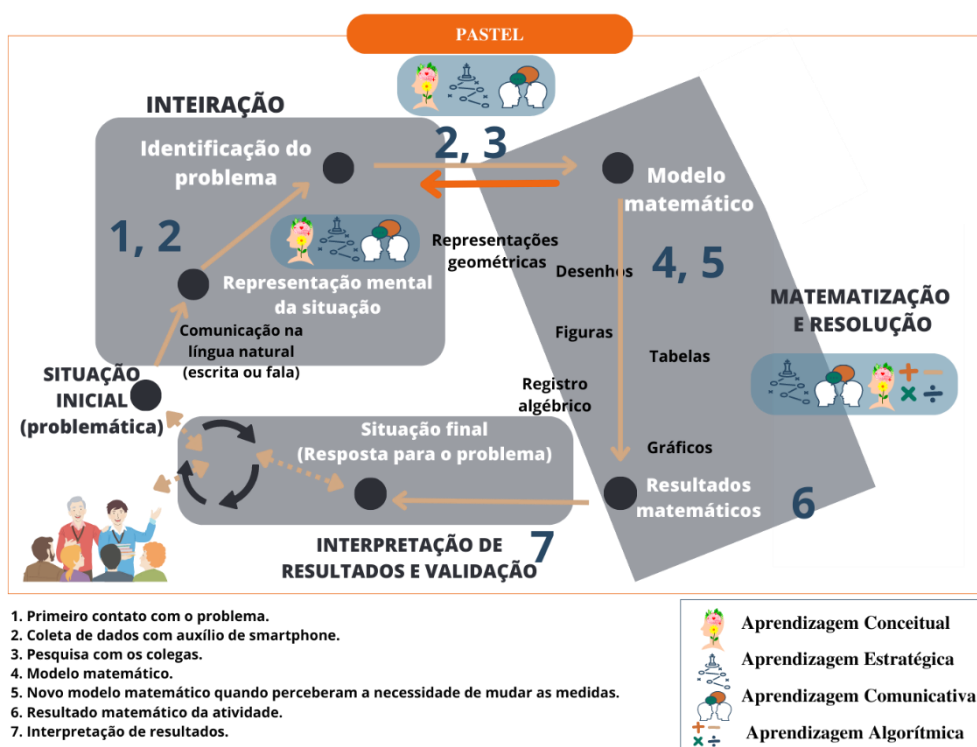 PASTEL
INTEIRAÇÃO
Identificação do
problema
2, 3
Modelo
matemático
1, 2
Representação mental
da situação
Representações
geométricas
Desenhos
4, 5
MATEMATIZAÇÃO
E RESOLUÇÃO
Comunicação na
língua natural
(escrita ou fala)
Figuras
Tabelas
SITUAÇÃO
INICIAL
(problemática)
Registro
algébrico
Situação final
(Resposta para o problema)
Gráficos
Resultados
matemáticos
6
INTERPRETAÇÃO DE
RESULTADOS E VALIDAÇÃO
7
1. Primeiro contato com o problema.
2. Coleta de dados com auxílio de smartphone.
3. Pesquisa com os colegas.
4. Modelo matemático.
5. Novo modelo matemático quando perceberam a necessidade de mudar as medidas.
6. Resultado matemático da atividade.
7. Interpretação de resultados.
Aprendizagem Conceitual
Aprendizagem Estratégica
Aprendizagem Comunicativa
Aprendizagem Algorítmica